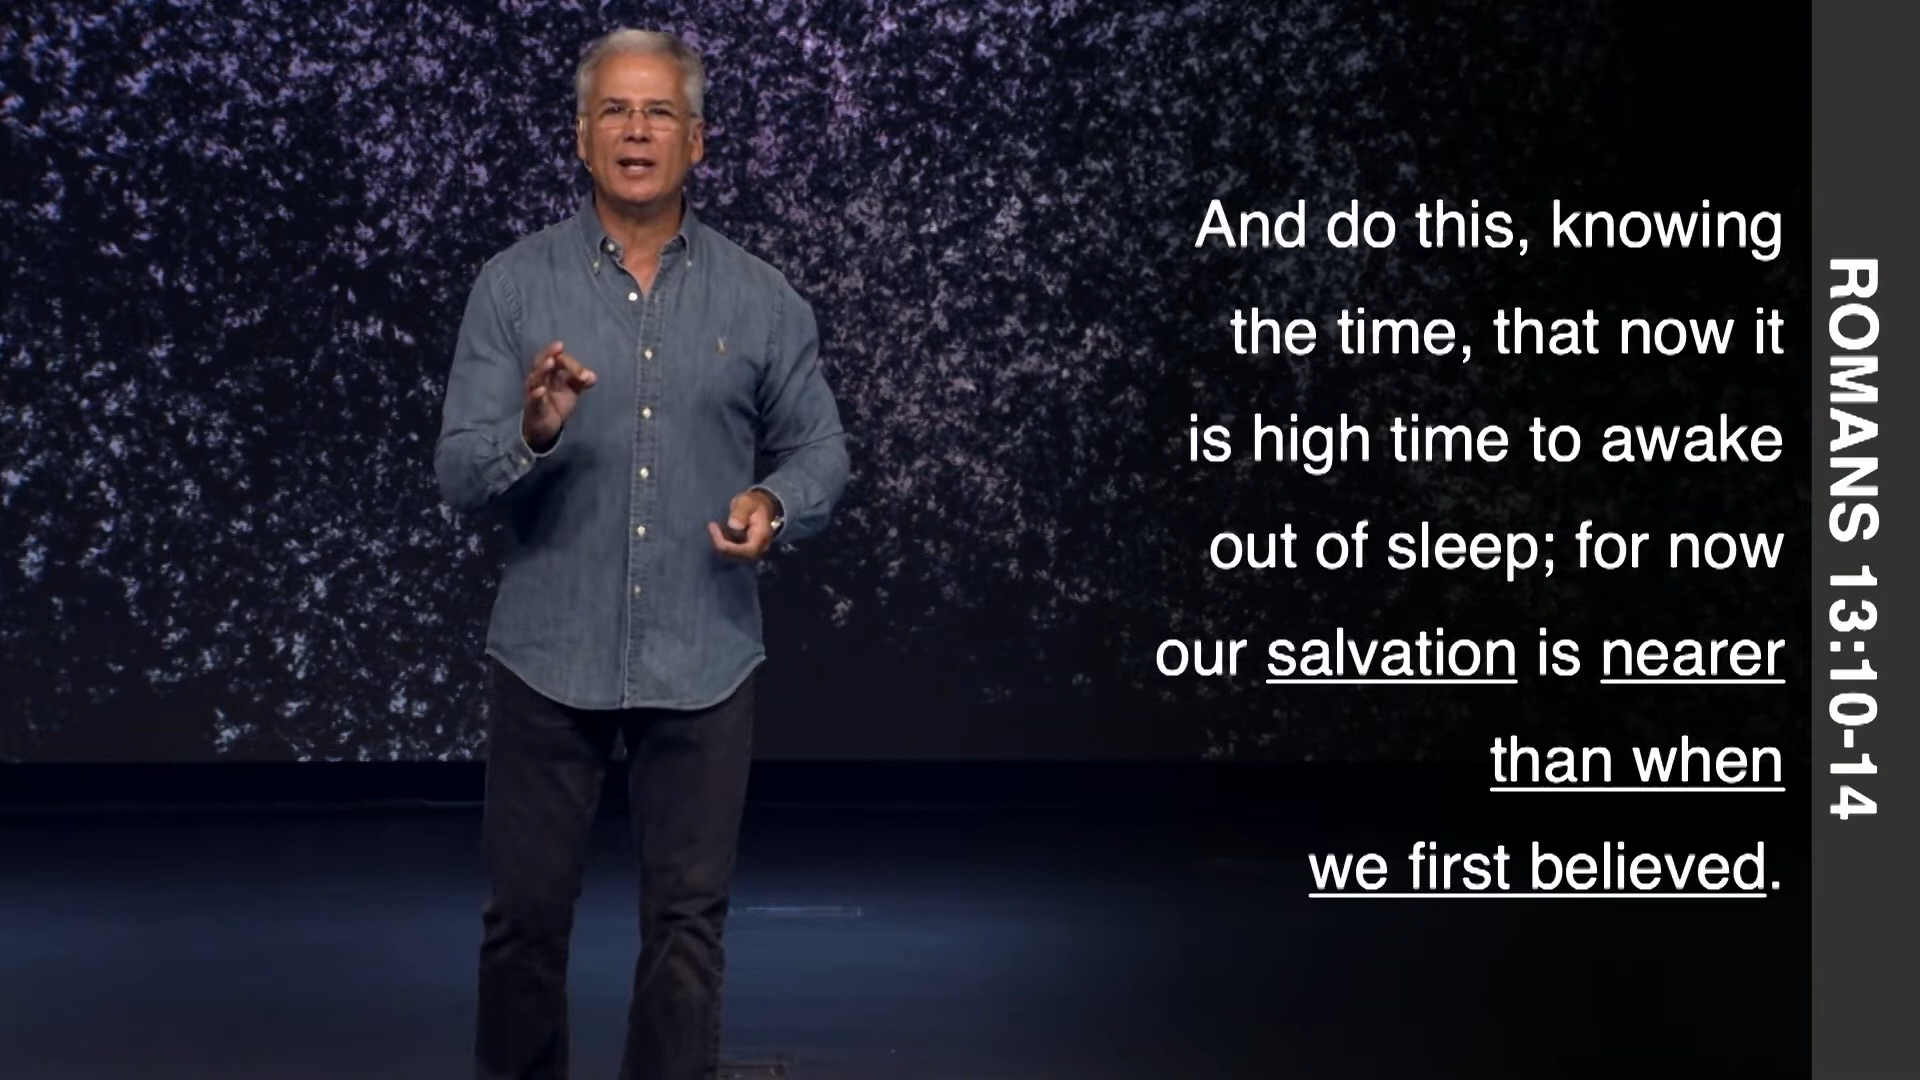 And do this, knowing
the time, that now it
is high time to awake
out of sleep; for now
our salvation is nearer
than when
we first believed.
ROMANS 13:10-14